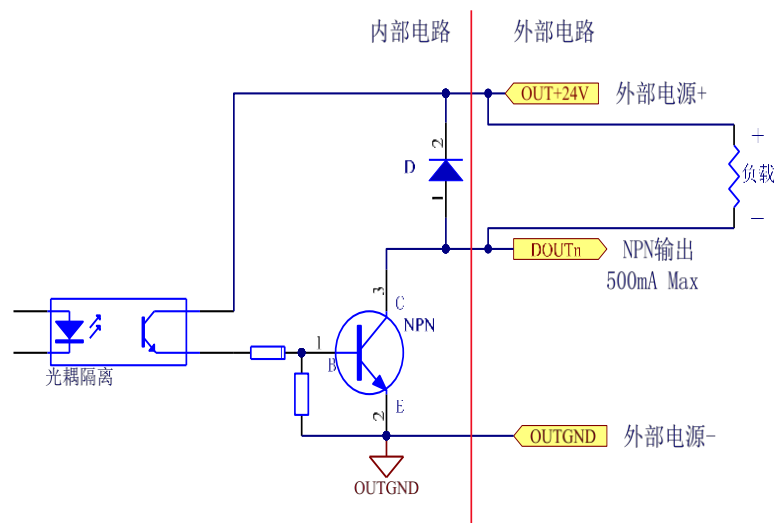 内部电路
外部电路
OUT+24V
外部电源+
2
D
1
+
负载
-
DOUTn
NPN输出
500mA Max
3
C
NPN
1
B
光耦隔离
E
2
OUTGND
外部电源-
OUTGND